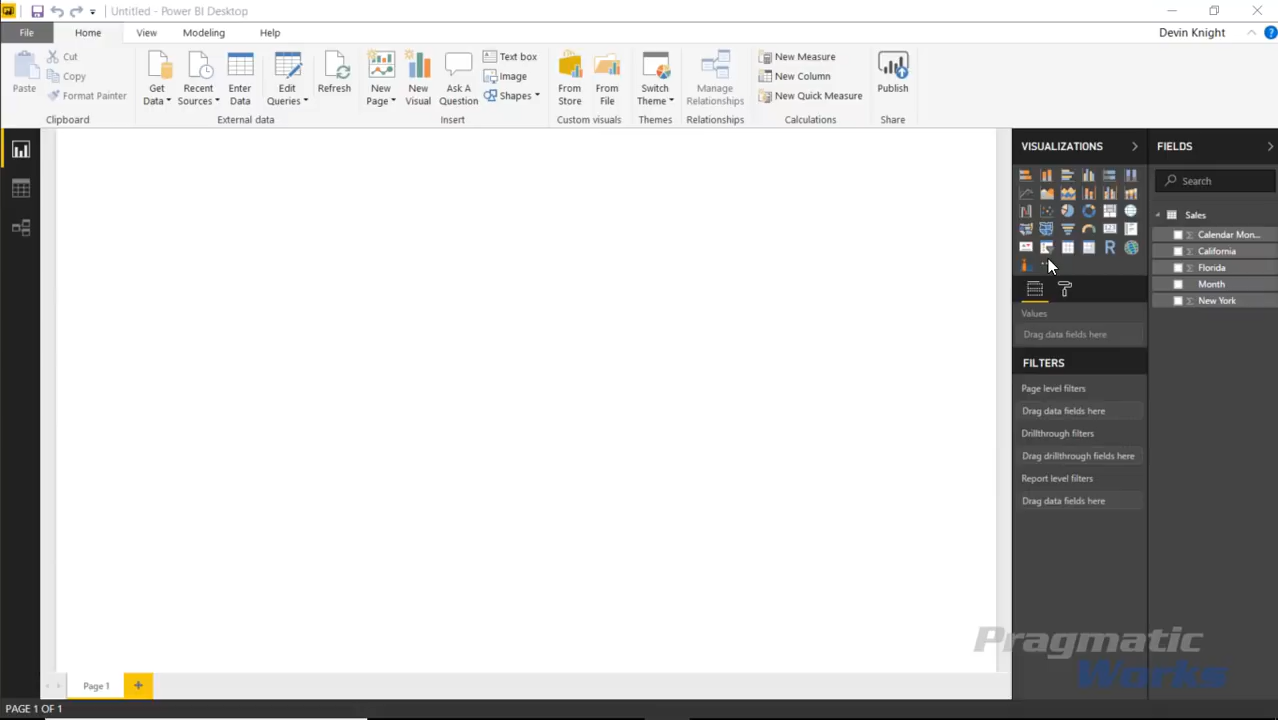 Untitled - Power BI Desktop
File
Home
View
Modeling
Help
Devin Knight
?
Paste
Cut
Copy
Format Painter
Clipboard
Get Data
Recent Sources
Enter Data
Edit Queries
Refresh
External data
New Page
New Visual
Ask A Question
Text box
Image
Shapes
Insert
From Store
From File
Custom visuals
Switch Theme
Themes
Manage Relationships
Relationships
New Measure
New Column
New Quick Measure
Calculations
Publish
Share
VISUALIZATIONS
R
Values
Drag data fields here
FILTERS
Page level filters
Drag data fields here
Drillthrough filters
Drag drillthrough fields here
Report level filters
Drag data fields here
FIELDS
Search
Sales
Σ Calendar Mon...
Σ California
Σ Florida
Month
Σ New York
Pragmatic
Works
Page 1
+
PAGE 1 OF 1